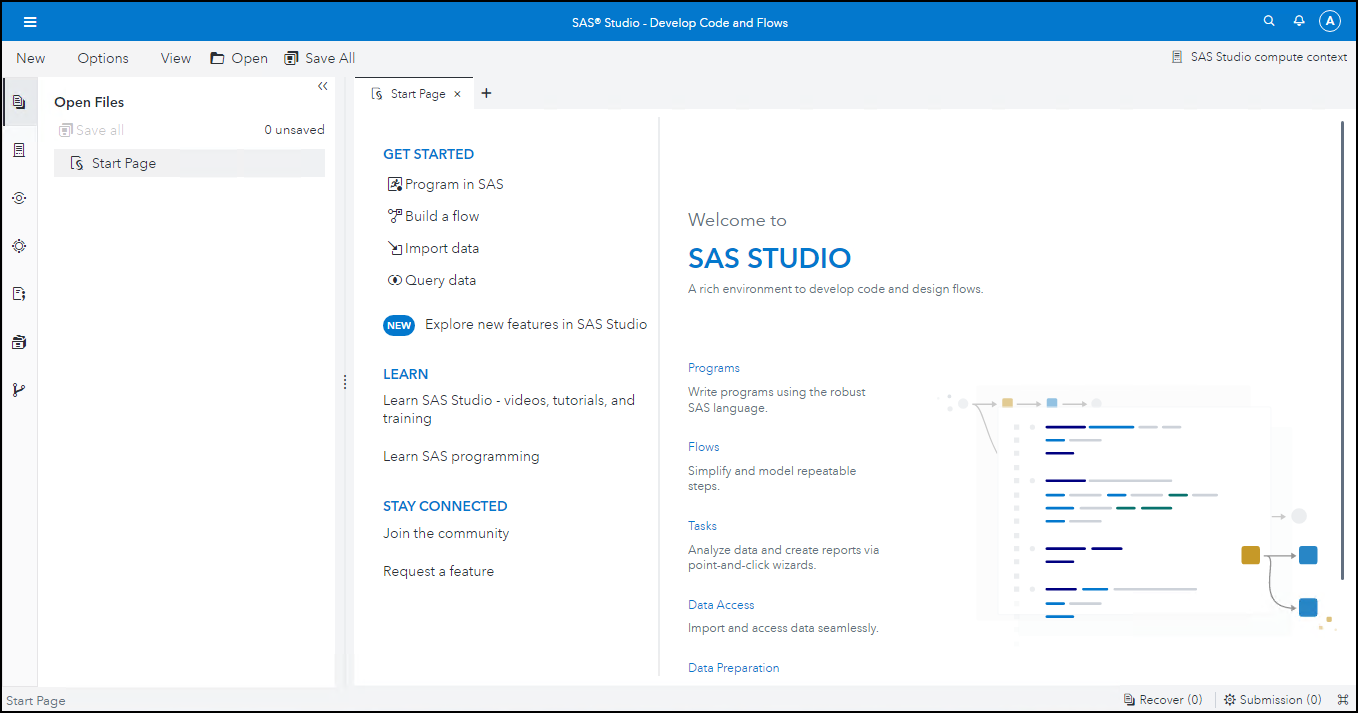 SAS® Studio - Develop Code and Flows
A
New Options View Open Save All
SAS Studio compute context
Open Files
Save all
0 unsaved
Start Page
Start Page
GET STARTED
Program in SAS
Build a flow
Import data
Query data
NEW Explore new features in SAS Studio
LEARN
Learn SAS Studio - videos, tutorials, and
training
Learn SAS programming
STAY CONNECTED
Join the community
Request a feature
Welcome to
SAS STUDIO
A rich environment to develop code and design flows.
Programs
Write programs using the robust
SAS language.
Flows
Simplify and model repeatable
steps.
Tasks
Analyze data and create reports via
point-and-click wizards.
Data Access
Import and access data seamlessly.
Data Preparation
Start Page
Recover (0)
Submission (0)